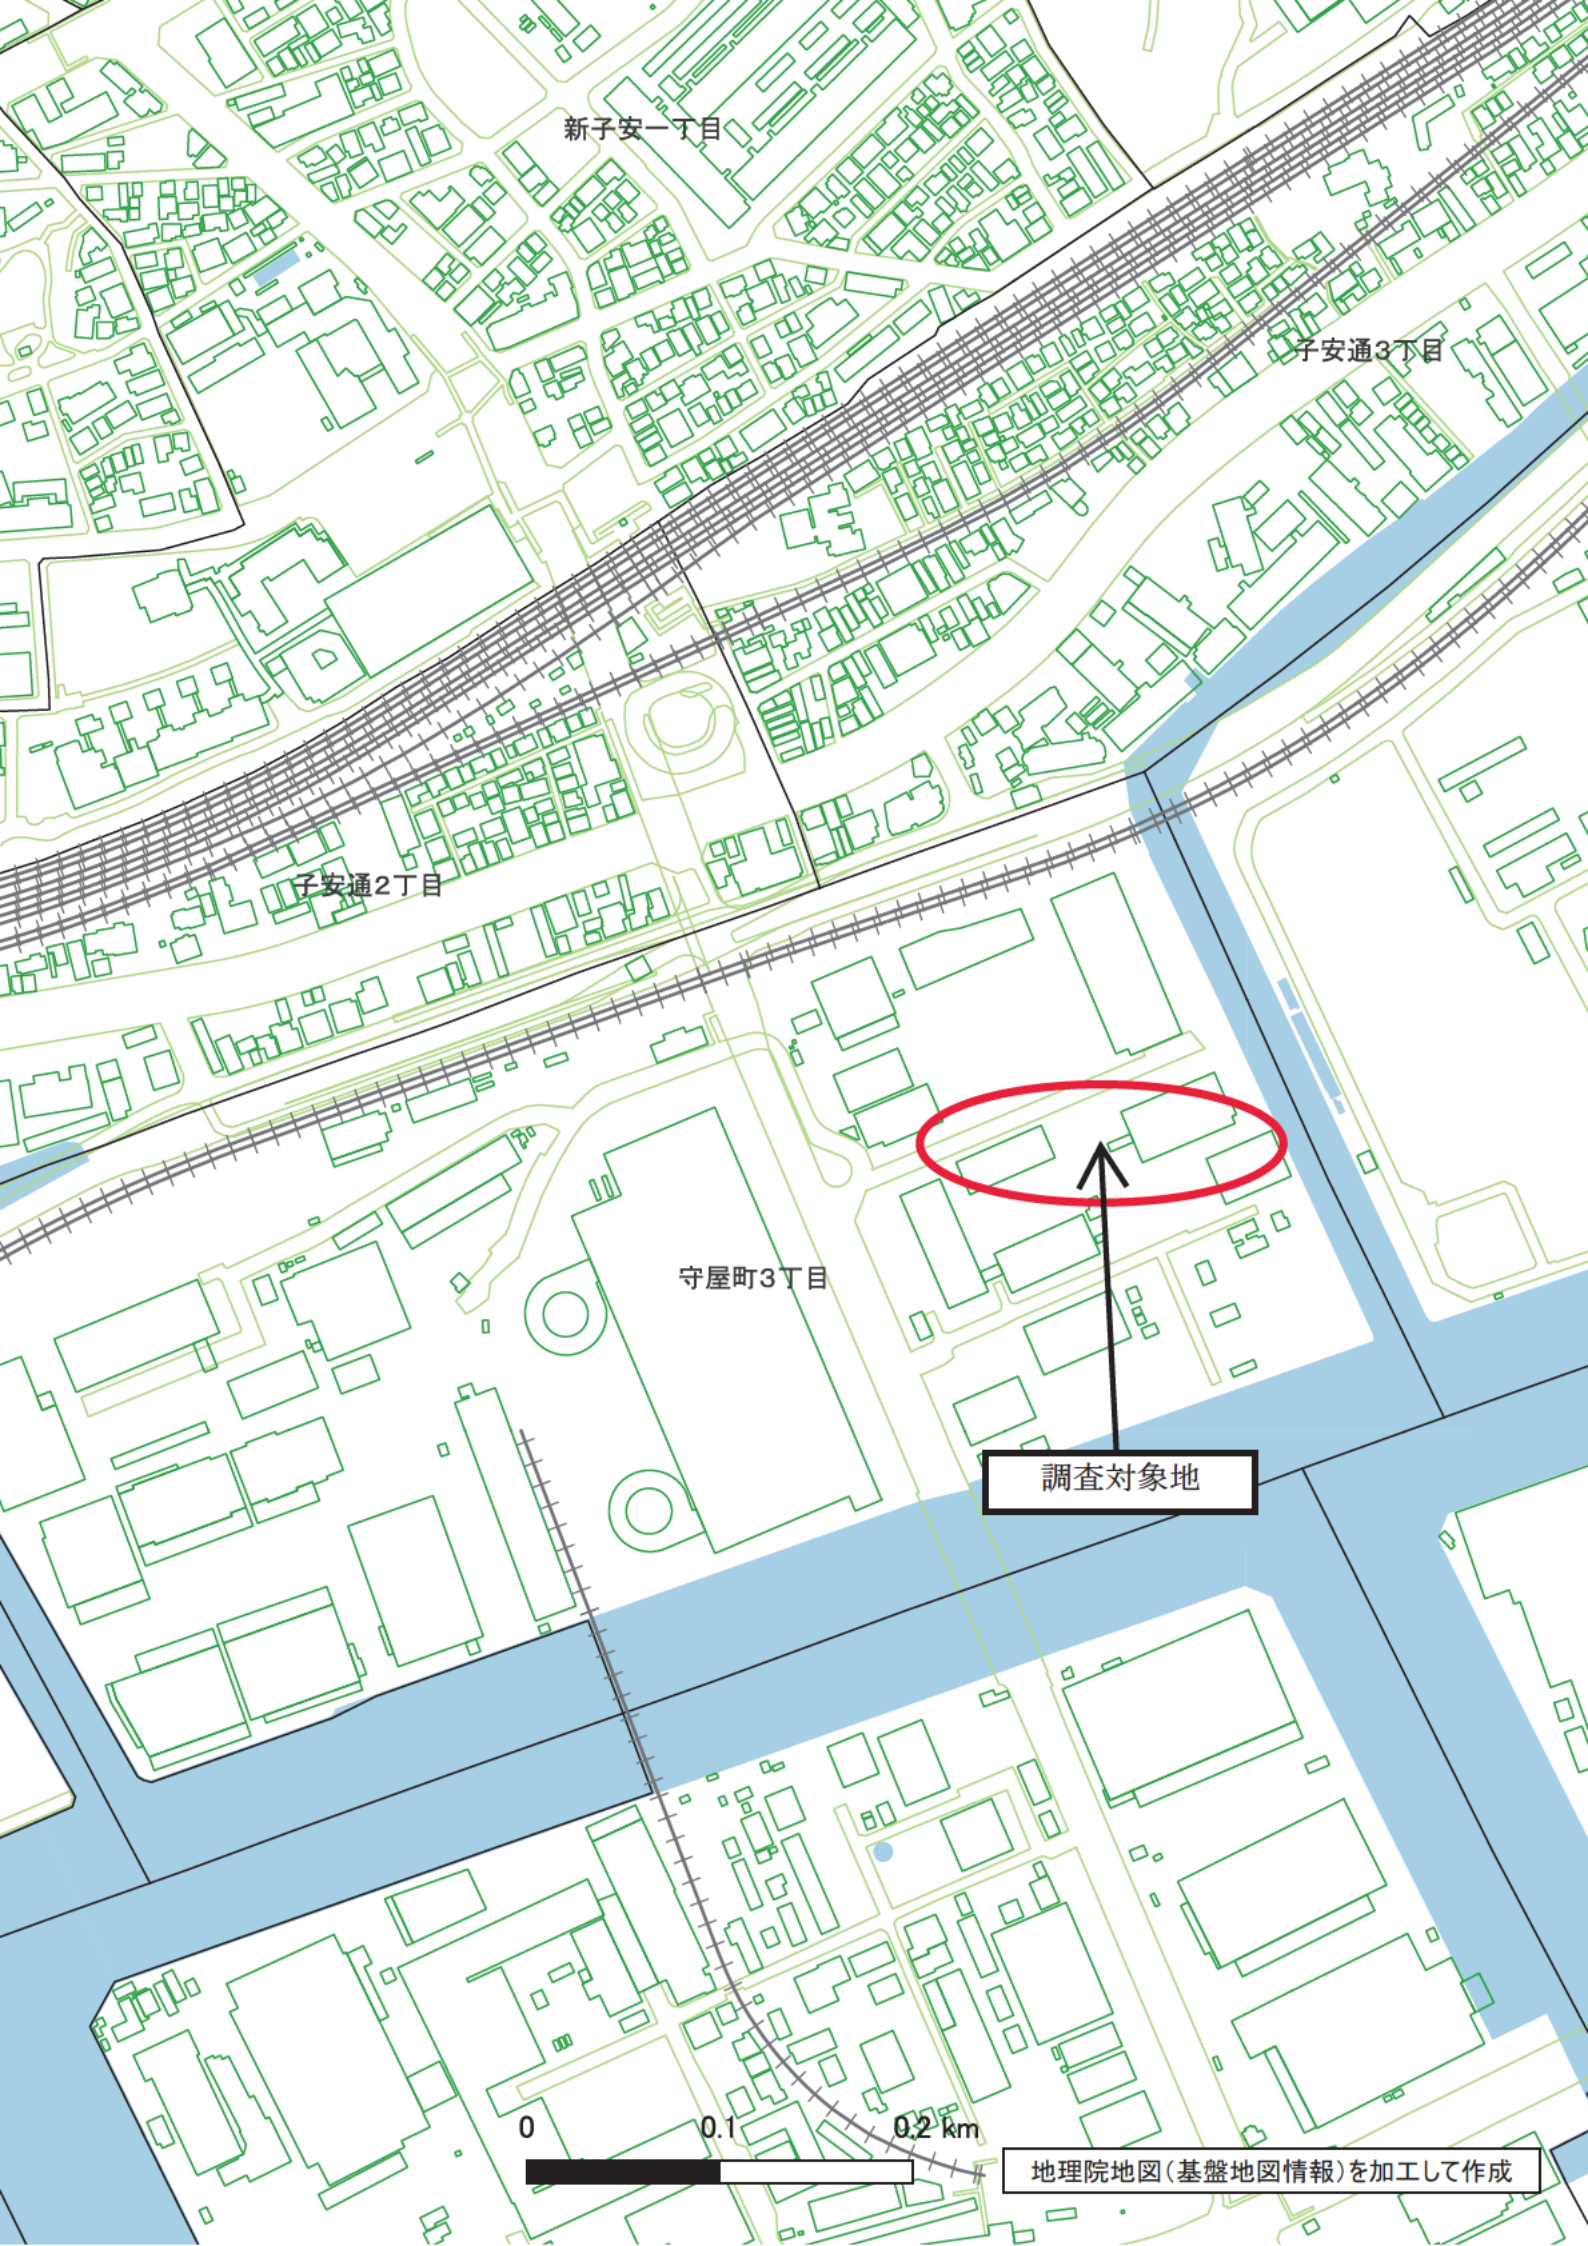 新子安一丁目
子安通3丁目
子安通2丁目
守屋町3丁目
調査対象地
0 0.1 0.2 km
地理院地図(基盤地図情報)を加工して作成